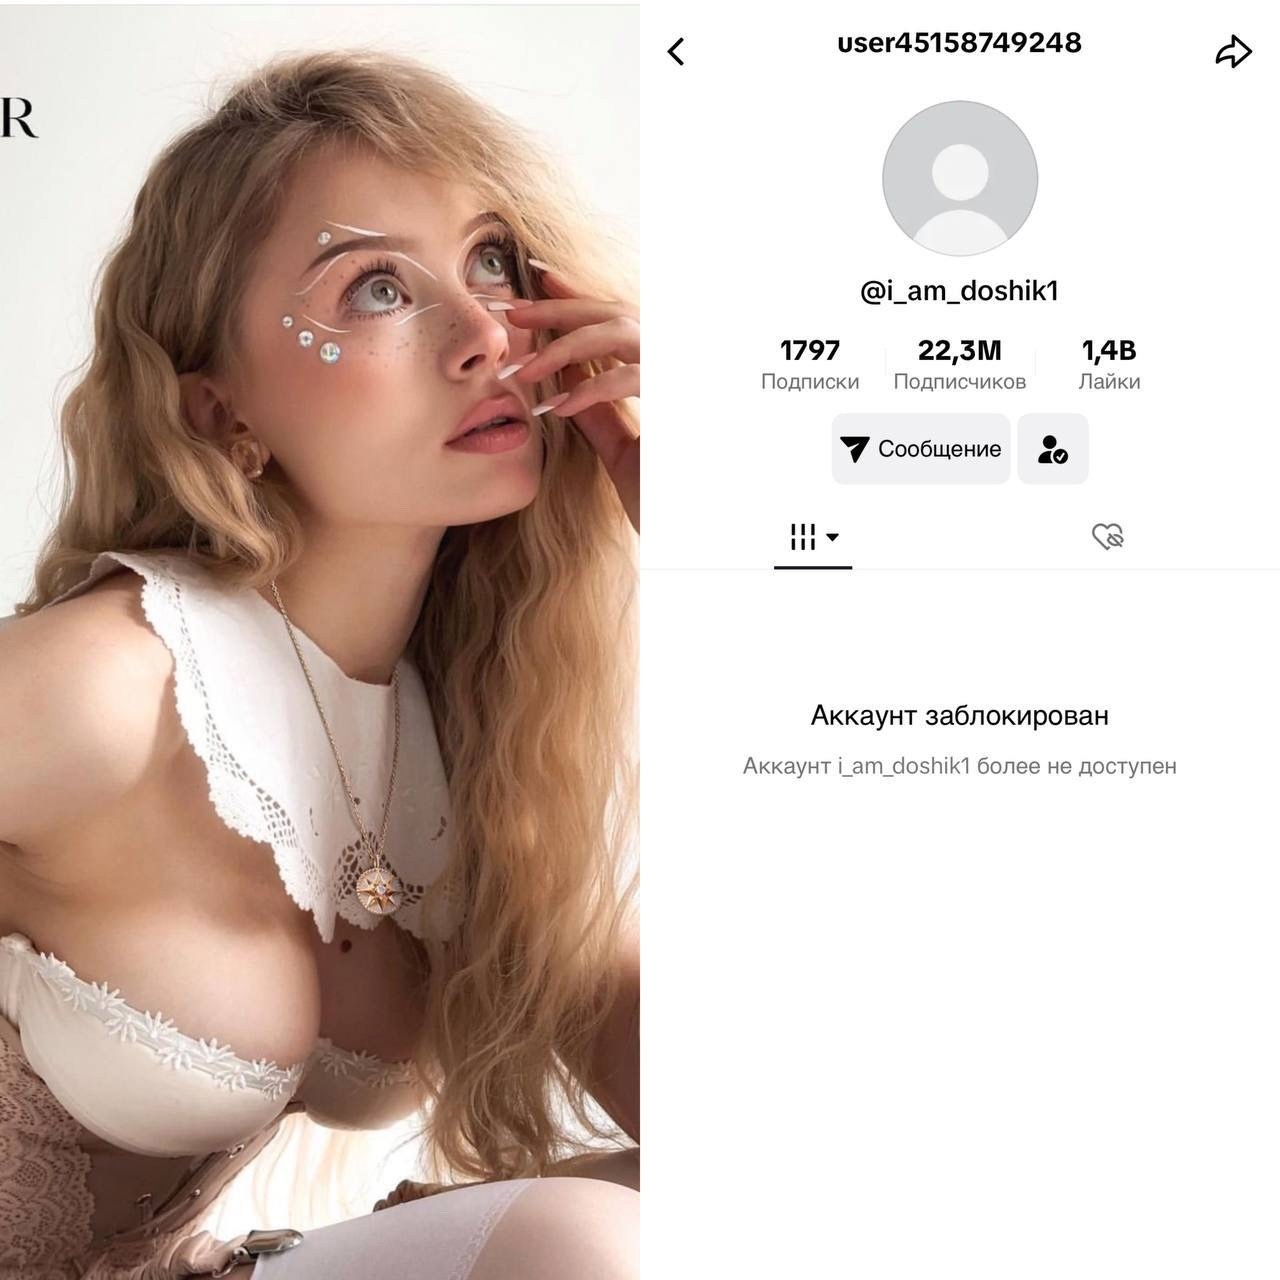 R
user45158749248
@i_am_doshik1
1797 22,3M 1,4B
Подписки Подписчиков Лайки
Сообщение
Аккаунт заблокирован
Аккаунт i_am_doshik1 более не доступен